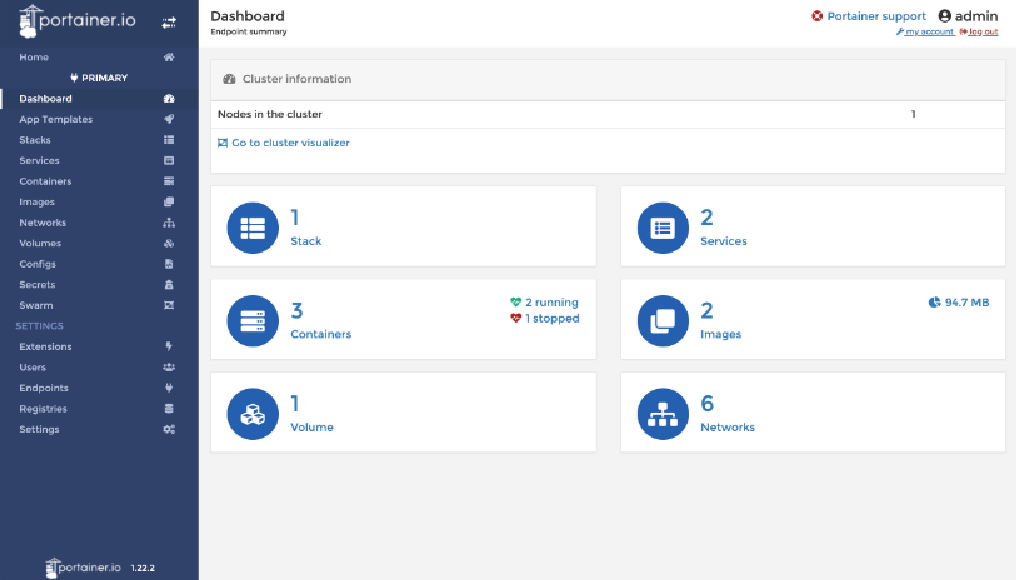 portainer.io
Home
PRIMARY
Dashboard
App Templates
Stacks
Services
Containers
Images
Networks
Volumes
Configs
Secrets
Swarm
SETTINGS
Extensions
Users
Endpoints
Registries
Settings
portainer.io 1.22.2
Dashboard
Endpoint summary
Portainer support admin
my account log out
Cluster information
Nodes in the cluster 1
Go to cluster visualizer
1
Stack
2
Services
3
Containers
2 running
1 stopped
2
Images
94.7 MB
1
Volume
6
Networks